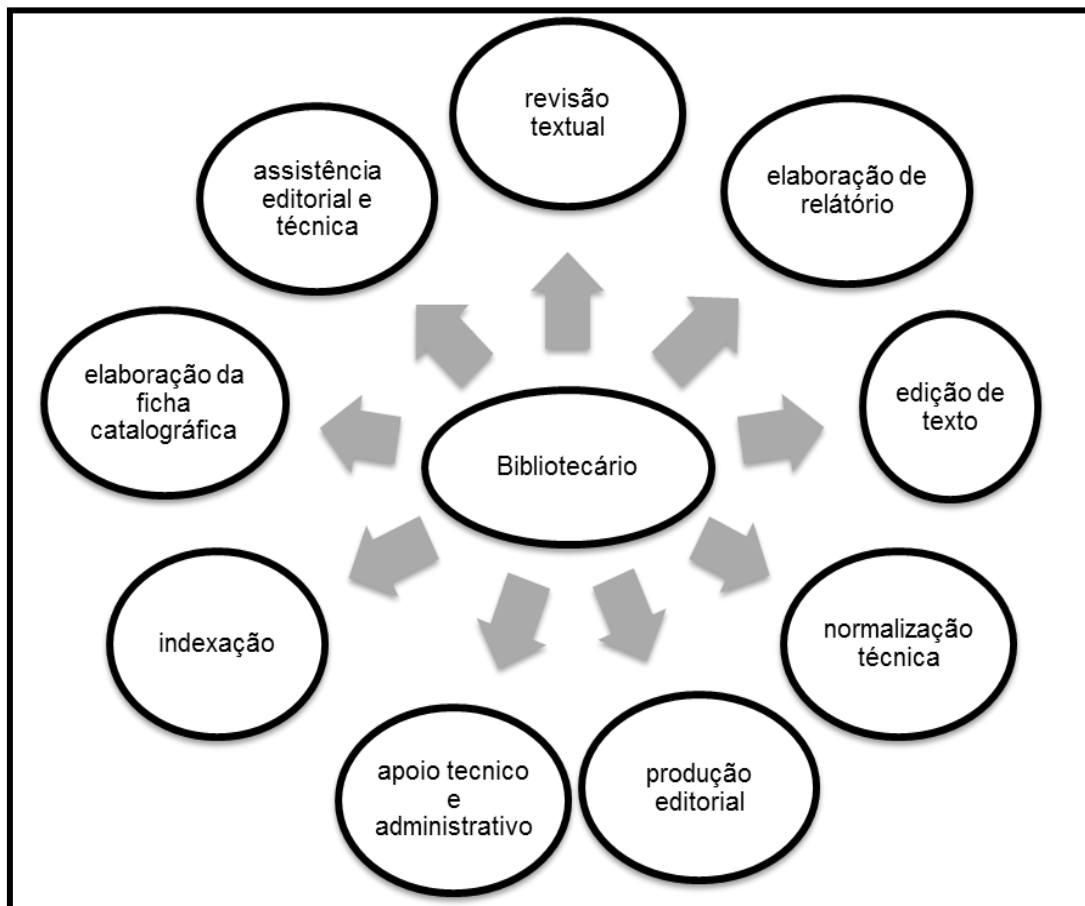 revisão
textual
elaboração de
relátório
edição de
texto
normalização
técnica
produção
editorial
apoio tecnico
e
administrativo
indexação
elaboração da
ficha
catalográfica
assistência
editorial e
técnica
Bibliotecário